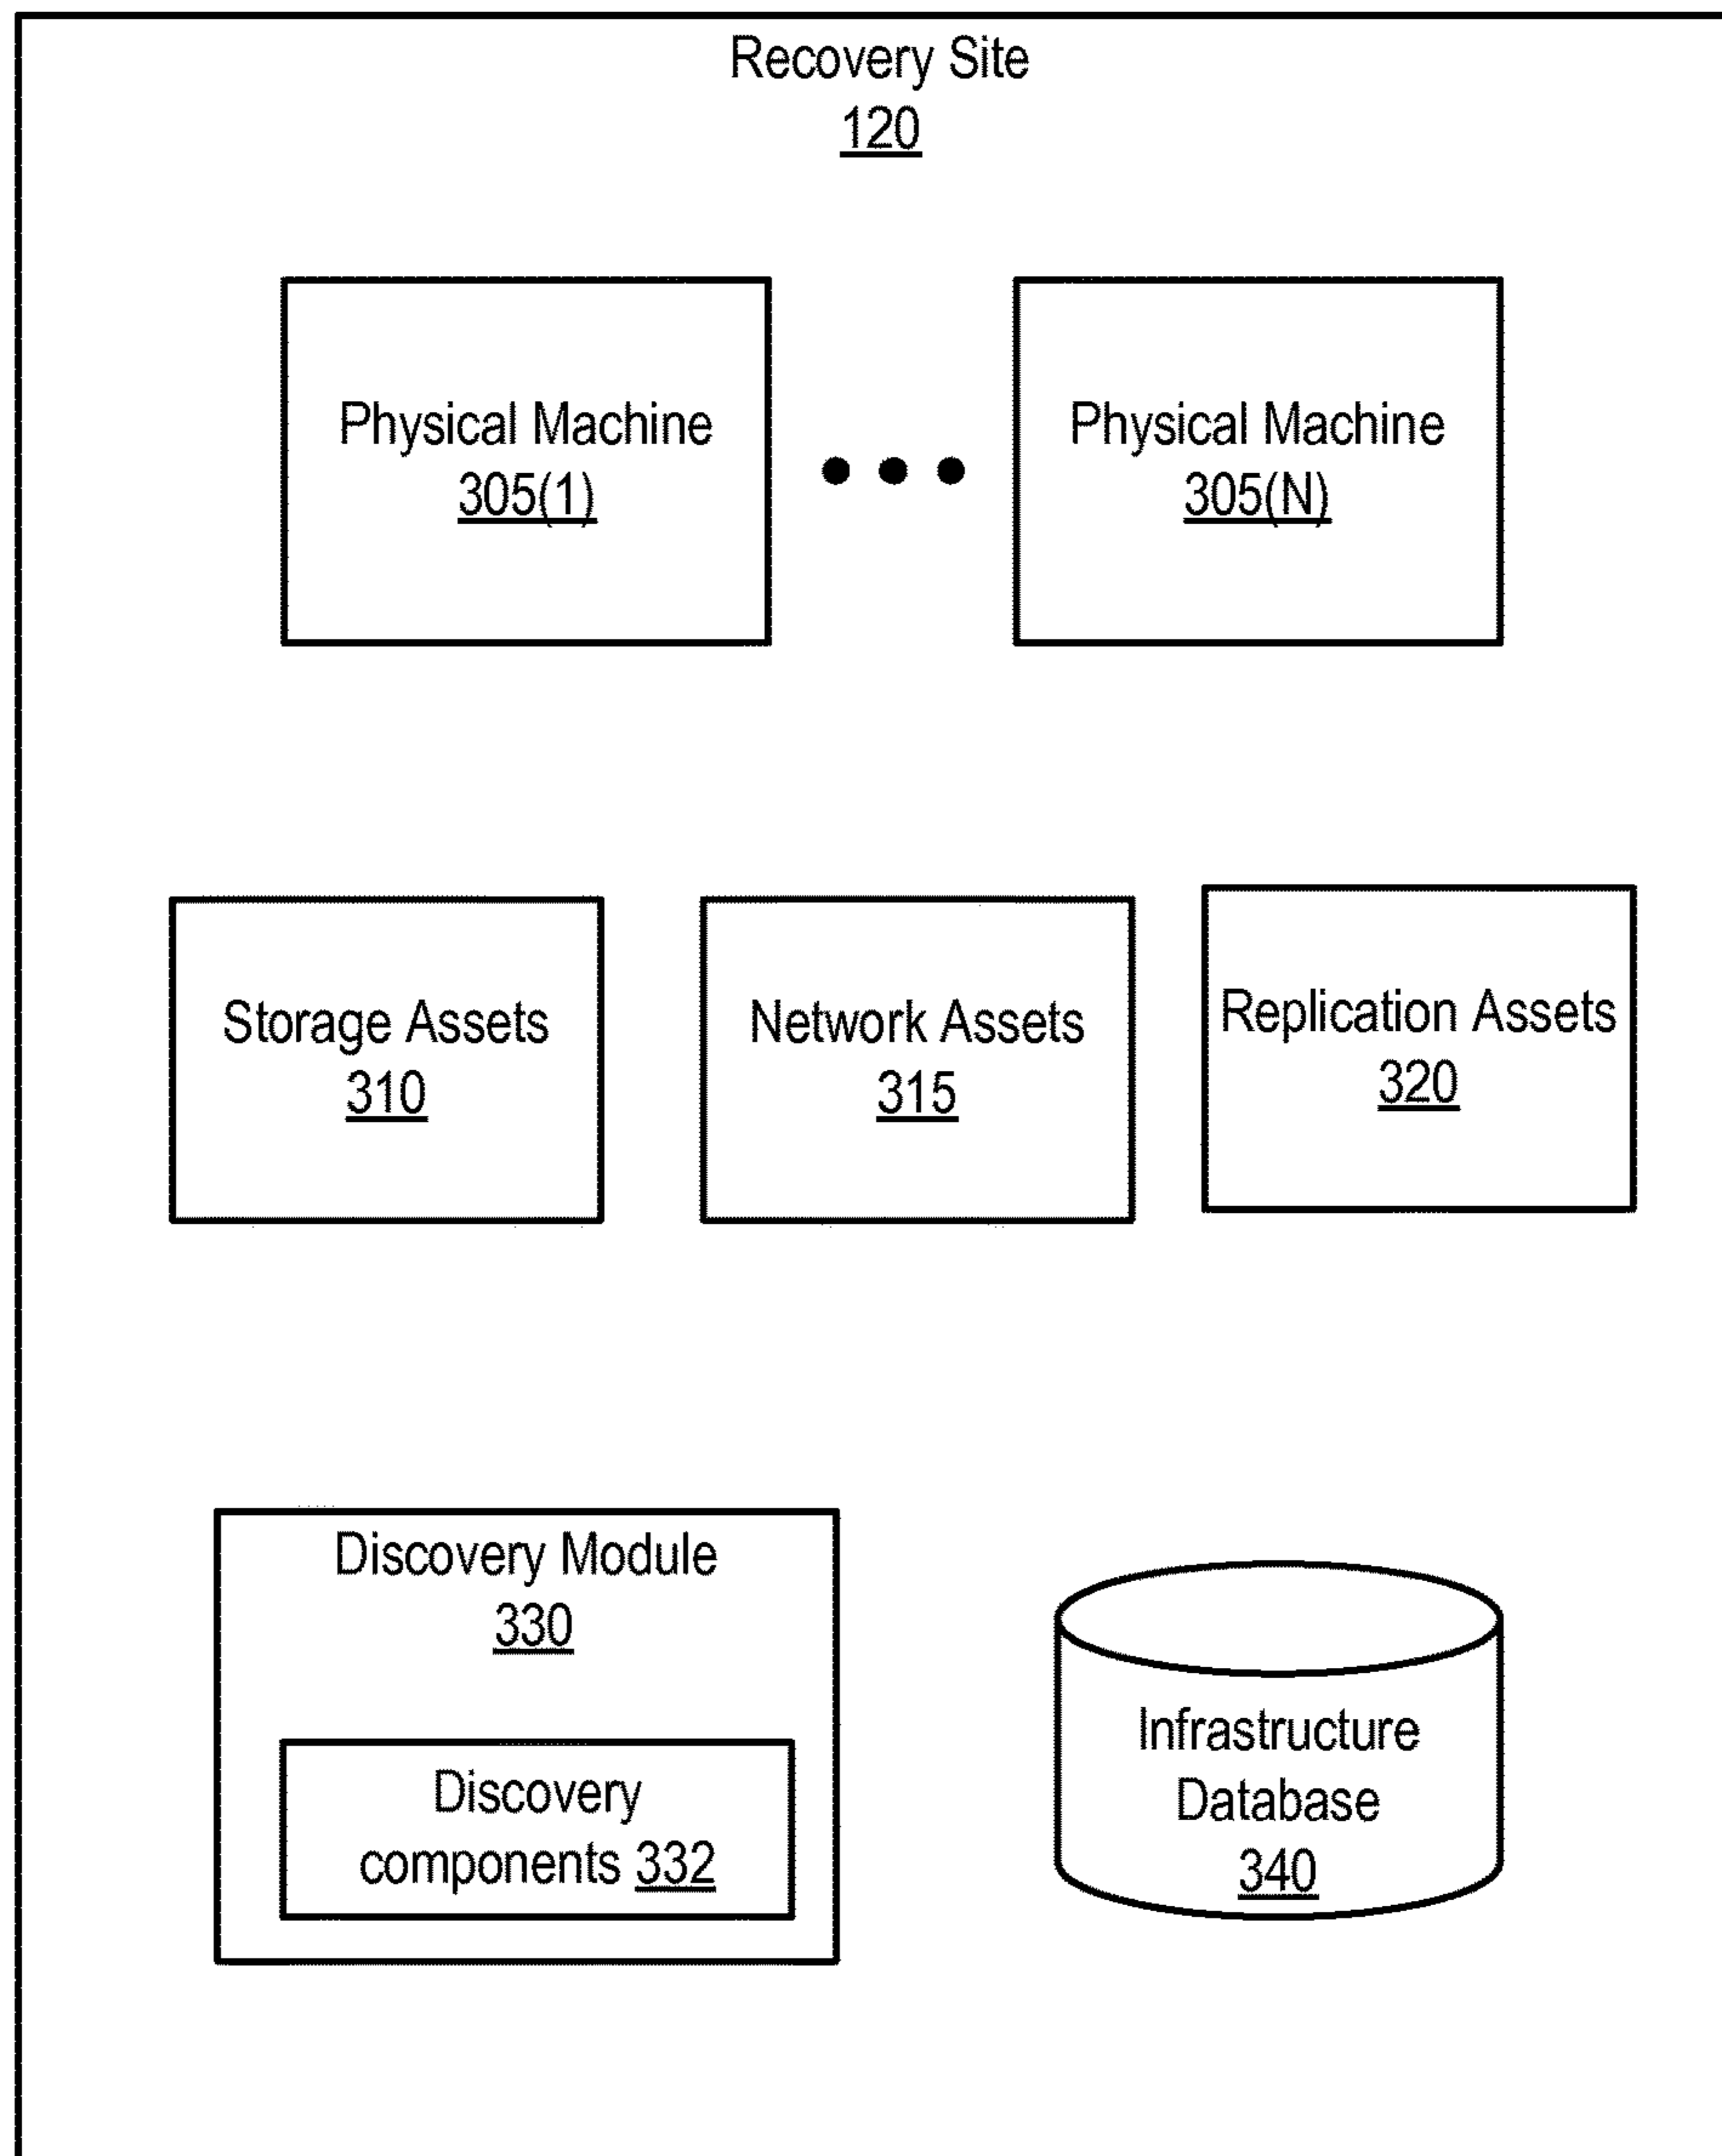 Recovery Site
120
Physical Machine
305(1)
Physical Machine
305(N)
Storage Assets
310
Network Assets
315
Replication Assets
320
Discovery Module
330
Discovery
components 332
Infrastructure
Database
340